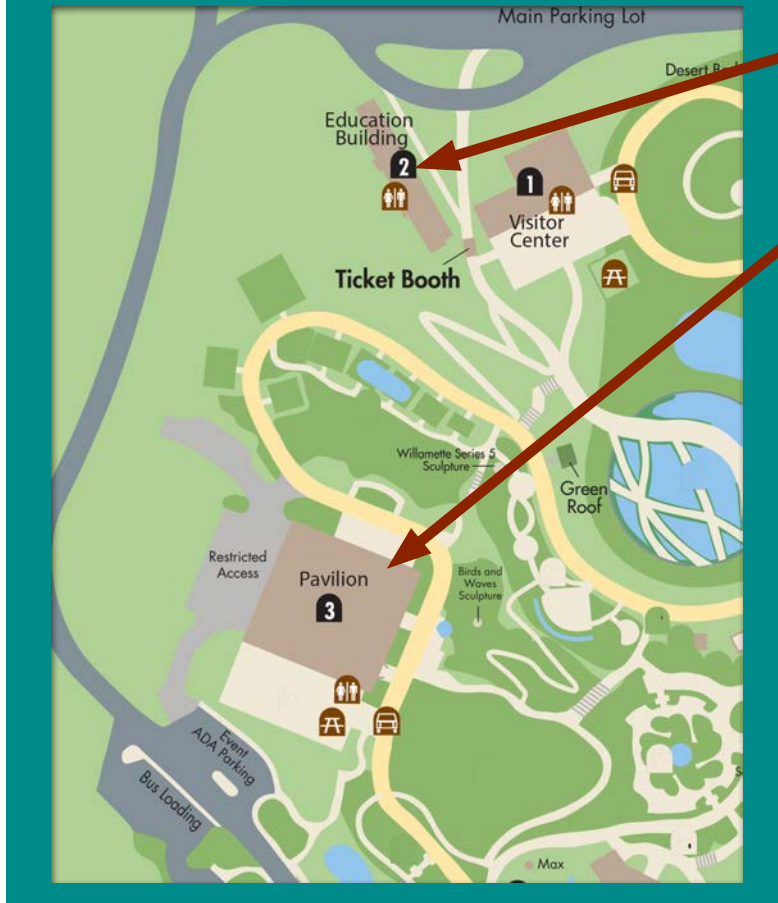 Main Parking Lot
Desert
Education
Building
2
1
Visitor
Center
Ticket Booth
Willamette Series 5
Sculpture
Green
Roof
Restricted
Access
Pavilion
3
Birds and
Waves
Sculpture
Event
ADA Parking
Bus Loading
Max